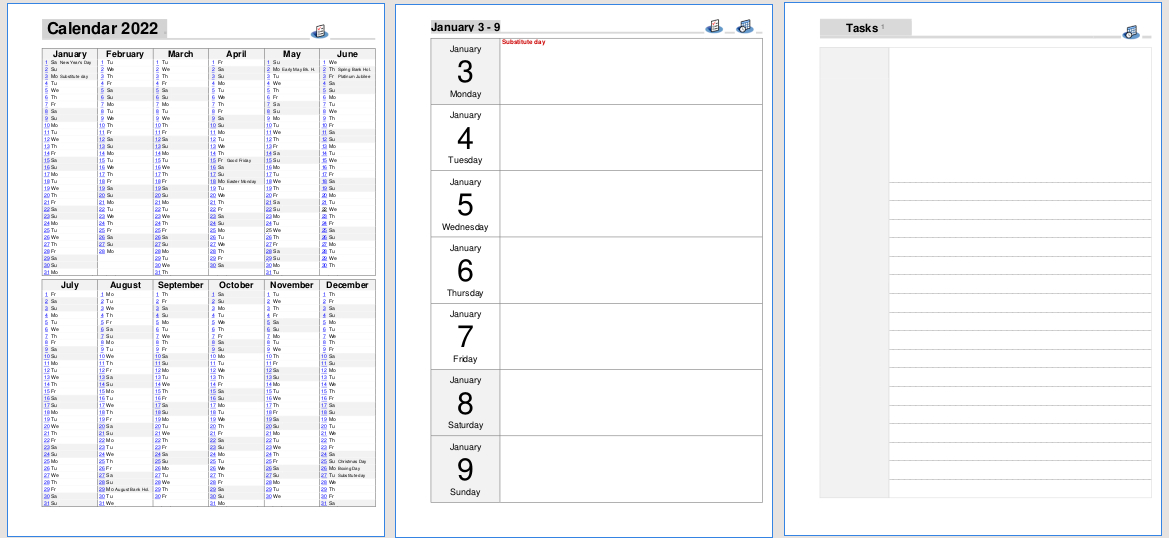 Calendar 2022
January February March April May June
1 Sa New Year's Day 1 Tu 1 Tu 1 Fr 1 Su 1 We
2 Su 2 We 2 We 2 Sa 2 Mo Early May Bk. H. 2 Th Spring Bank Hol.
3 Mo Substitute day 3 Th 3 Th 3 Su 3 Tu 3 Fr Platinum Jubilee
4 Tu 4 Fr 4 Fr 4 Mo 4 We 4 Sa
5 We 5 Sa 5 Sa 5 Tu 5 Th 5 Su
6 Th 6 Su 6 Su 6 We 6 Fr 6 Mo
7 Fr 7 Mo 7 Mo 7 Th 7 Sa 7 Tu
8 Sa 8 Tu 8 Tu 8 Fr 8 Su 8 We
9 Su 9 We 9 We 9 Sa 9 Mo 9 Th
10 Mo 10 Th 10 Th 10 Su 10 Tu 10 Fr
11 Tu 11 Fr 11 Fr 11 Mo 11 We 11 Sa
12 We 12 Sa 12 Sa 12 Tu 12 Th 12 Su
13 Th 13 Su 13 Su 13 We 13 Fr 13 Mo
14 Fr 14 Mo 14 Mo 14 Th 14 Sa 14 Tu
15 Sa 15 Tu 15 Tu 15 Fr Good Friday 15 Su 15 We
16 Su 16 We 16 We 16 Sa 16 Mo 16 Th
17 Mo 17 Th 17 Th 17 Su 17 Tu 17 Fr
18 Tu 18 Fr 18 Fr 18 Mo Easter Monday 18 We 18 Sa
19 We 19 Sa 19 Sa 19 Tu 19 Th 19 Su
20 Th 20 Su 20 Su 20 We 20 Fr 20 Mo
21 Fr 21 Mo 21 Mo 21 Th 21 Sa 21 Tu
22 Sa 22 Tu 22 Tu 22 Fr 22 Su 22 We
23 Su 23 We 23 We 23 Sa 23 Mo 23 Th
24 Mo 24 Th 24 Th 24 Su 24 Tu 24 Fr
25 Tu 25 Fr 25 Fr 25 Mo 25 We 25 Sa
26 We 26 Sa 26 Sa 26 Tu 26 Th 26 Su
27 Th 27 Su 27 Su 27 We 27 Fr 27 Mo
28 Fr 28 Mo 28 Mo 28 Th 28 Sa 28 Tu
29 Sa 29 Tu 29 Fr 29 Su 29 We
30 Su 30 We 30 Sa 30 Mo 30 Th
31 Mo 31 Th 31 Tu
July August September October November December
1 Fr 1 Mo 1 Th 1 Sa 1 Tu 1 Th
2 Sa 2 Tu 2 Fr 2 Su 2 We 2 Fr
3 Su 3 We 3 Sa 3 Mo 3 Th 3 Sa
4 Mo 4 Th 4 Su 4 Tu 4 Fr 4 Su
5 Tu 5 Fr 5 Mo 5 We 5 Sa 5 Mo
6 We 6 Sa 6 Tu 6 Th 6 Su 6 Tu
7 Th 7 Su 7 We 7 Fr 7 Mo 7 We
8 Fr 8 Mo 8 Th 8 Sa 8 Tu 8 Th
9 Sa 9 Tu 9 Fr 9 Su 9 We 9 Fr
10 Su 10 We 10 Sa 10 Mo 10 Th 10 Sa
11 Mo 11 Th 11 Su 11 Tu 11 Fr 11 Su
12 Tu 12 Fr 12 Mo 12 We 12 Sa 12 Mo
13 We 13 Sa 13 Tu 13 Th 13 Su 13 Tu
14 Th 14 Su 14 We 14 Fr 14 Mo 14 We
15 Fr 15 Mo 15 Th 15 Sa 15 Tu 15 Th
16 Sa 16 Tu 16 Fr 16 Su 16 We 16 Fr
17 Su 17 We 17 Sa 17 Mo 17 Th 17 Sa
18 Mo 18 Th 18 Su 18 Tu 18 Fr 18 Su
19 Tu 19 Fr 19 Mo 19 We 19 Sa 19 Mo
20 We 20 Sa 20 Tu 20 Th 20 Su 20 Tu
21 Th 21 Su 21 We 21 Fr 21 Mo 21 We
22 Fr 22 Mo 22 Th 22 Sa 22 Tu 22 Th
23 Sa 23 Tu 23 Fr 23 Su 23 We 23 Fr
24 Su 24 We 24 Sa 24 Mo 24 Th 24 Sa
25 Mo 25 Th 25 Su 25 Tu 25 Fr 25 Su Christmas Day
26 Tu 26 Fr 26 Mo 26 We 26 Sa 26 Mo Boxing Day
27 We 27 Sa 27 Tu 27 Th 27 Su 27 Tu Substitute day
28 Th 28 Su 28 We 28 Fr 28 Mo 28 We
29 Fr 29 Mo August Bank Hol. 29 Th 29 Sa 29 Tu 29 Th
30 Sa 30 Tu 30 Fr 30 Su 30 We 30 Fr
31 Su 31 We 31 Mo 31 Sa
January 3 - 9
January
3
Monday
Substitute day
January
4
Tuesday
January
5
Wednesday
January
6
Thursday
January
7
Friday
January
8
Saturday
January
9
Sunday
Tasks 1